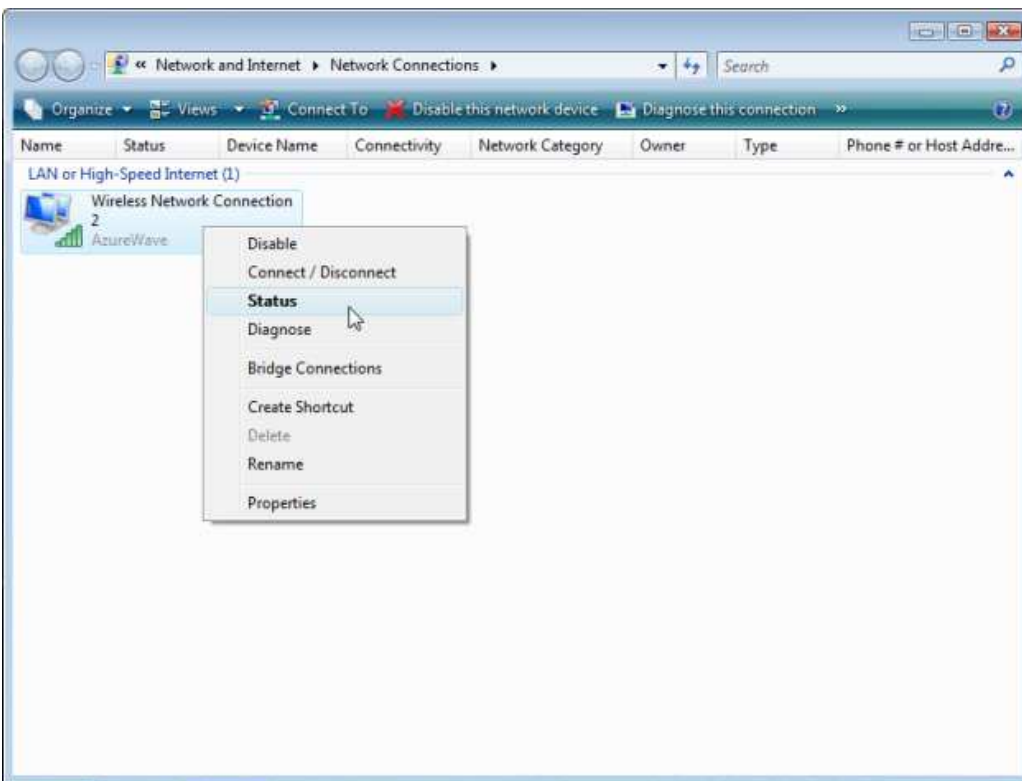 « Network and Internet ▸ Network Connections ▸ Search
Organize Views Connect To Disable this network device Diagnose this connection »
Name Status Device Name Connectivity Network Category Owner Type Phone # or Host Addre...
LAN or High-Speed Internet (1)
Wireless Network Connection
2
AzureWave
Disable
Connect / Disconnect
Status
Diagnose
Bridge Connections
Create Shortcut
Delete
Rename
Properties